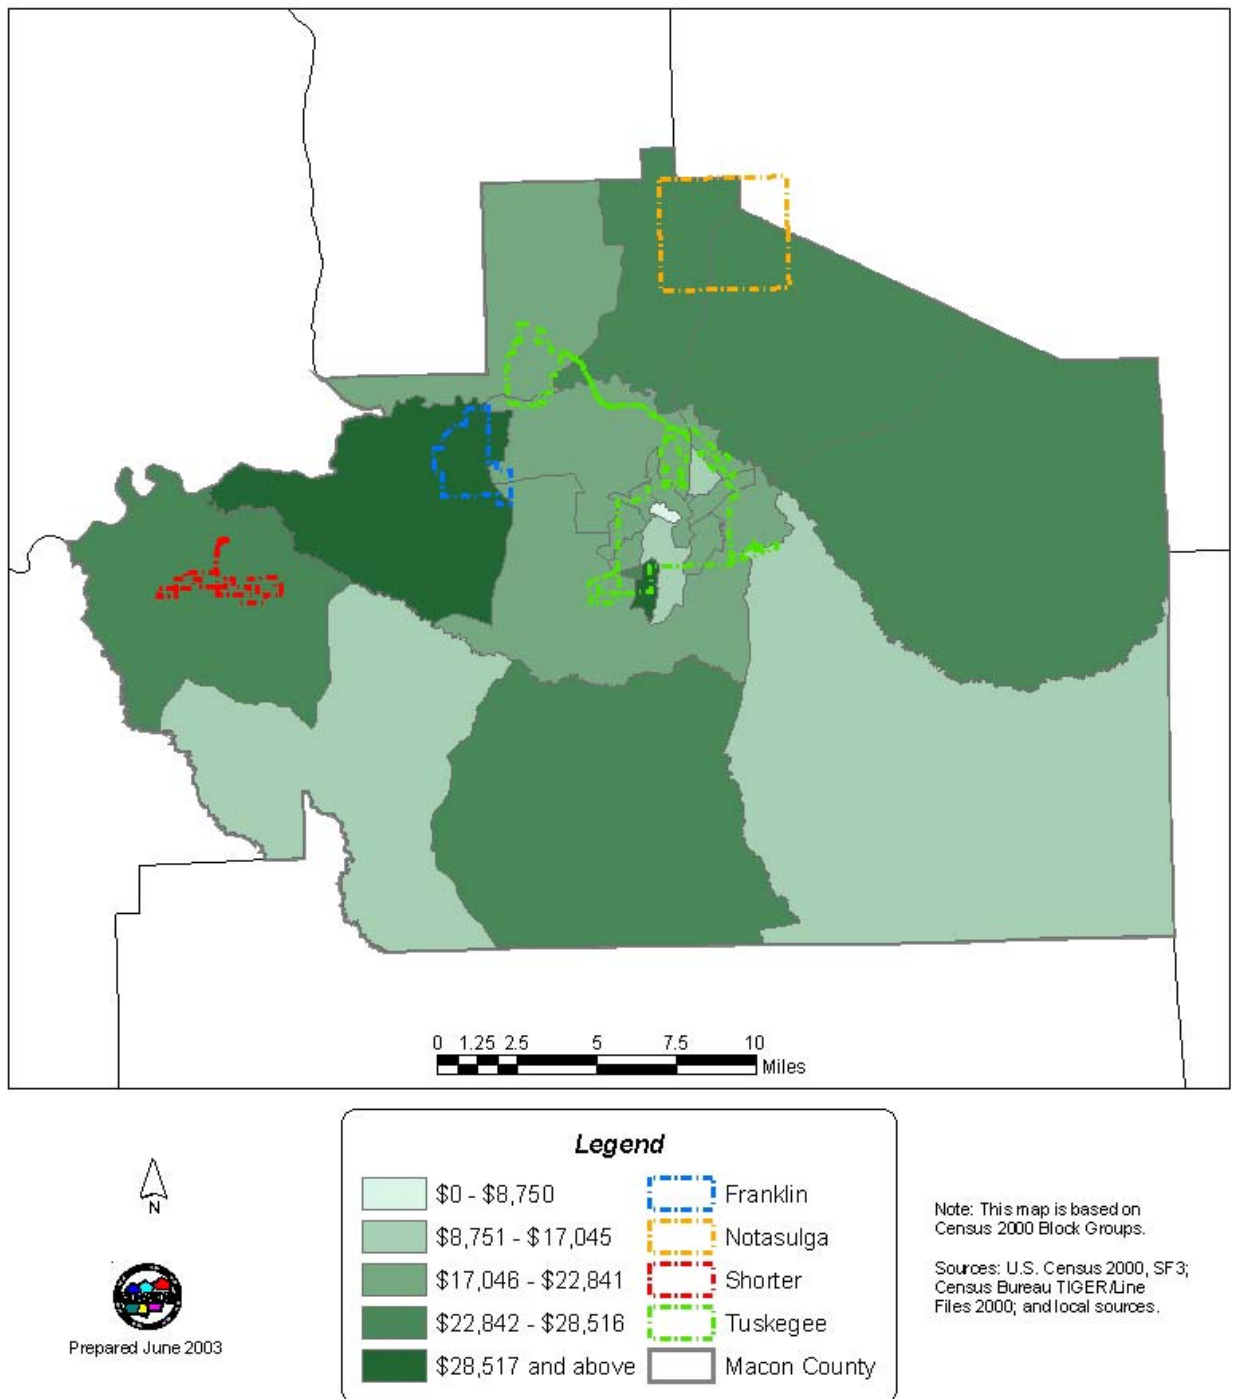 0 1.25 2.5 5 7.5 10
Miles
Legend
$0 - $8,750
$8,751 - $17,045
$17,046 - $22,841
$22,842 - $28,516
$28,517 and above
Franklin
Notasulga
Shorter
Tuskegee
Macon County
N
Prepared June 2003
Note: This map is based on
Census 2000 Block Groups.
Sources: U.S. Census 2000, SF3;
Census Bureau TIGER/Line
Files 2000; and local sources.